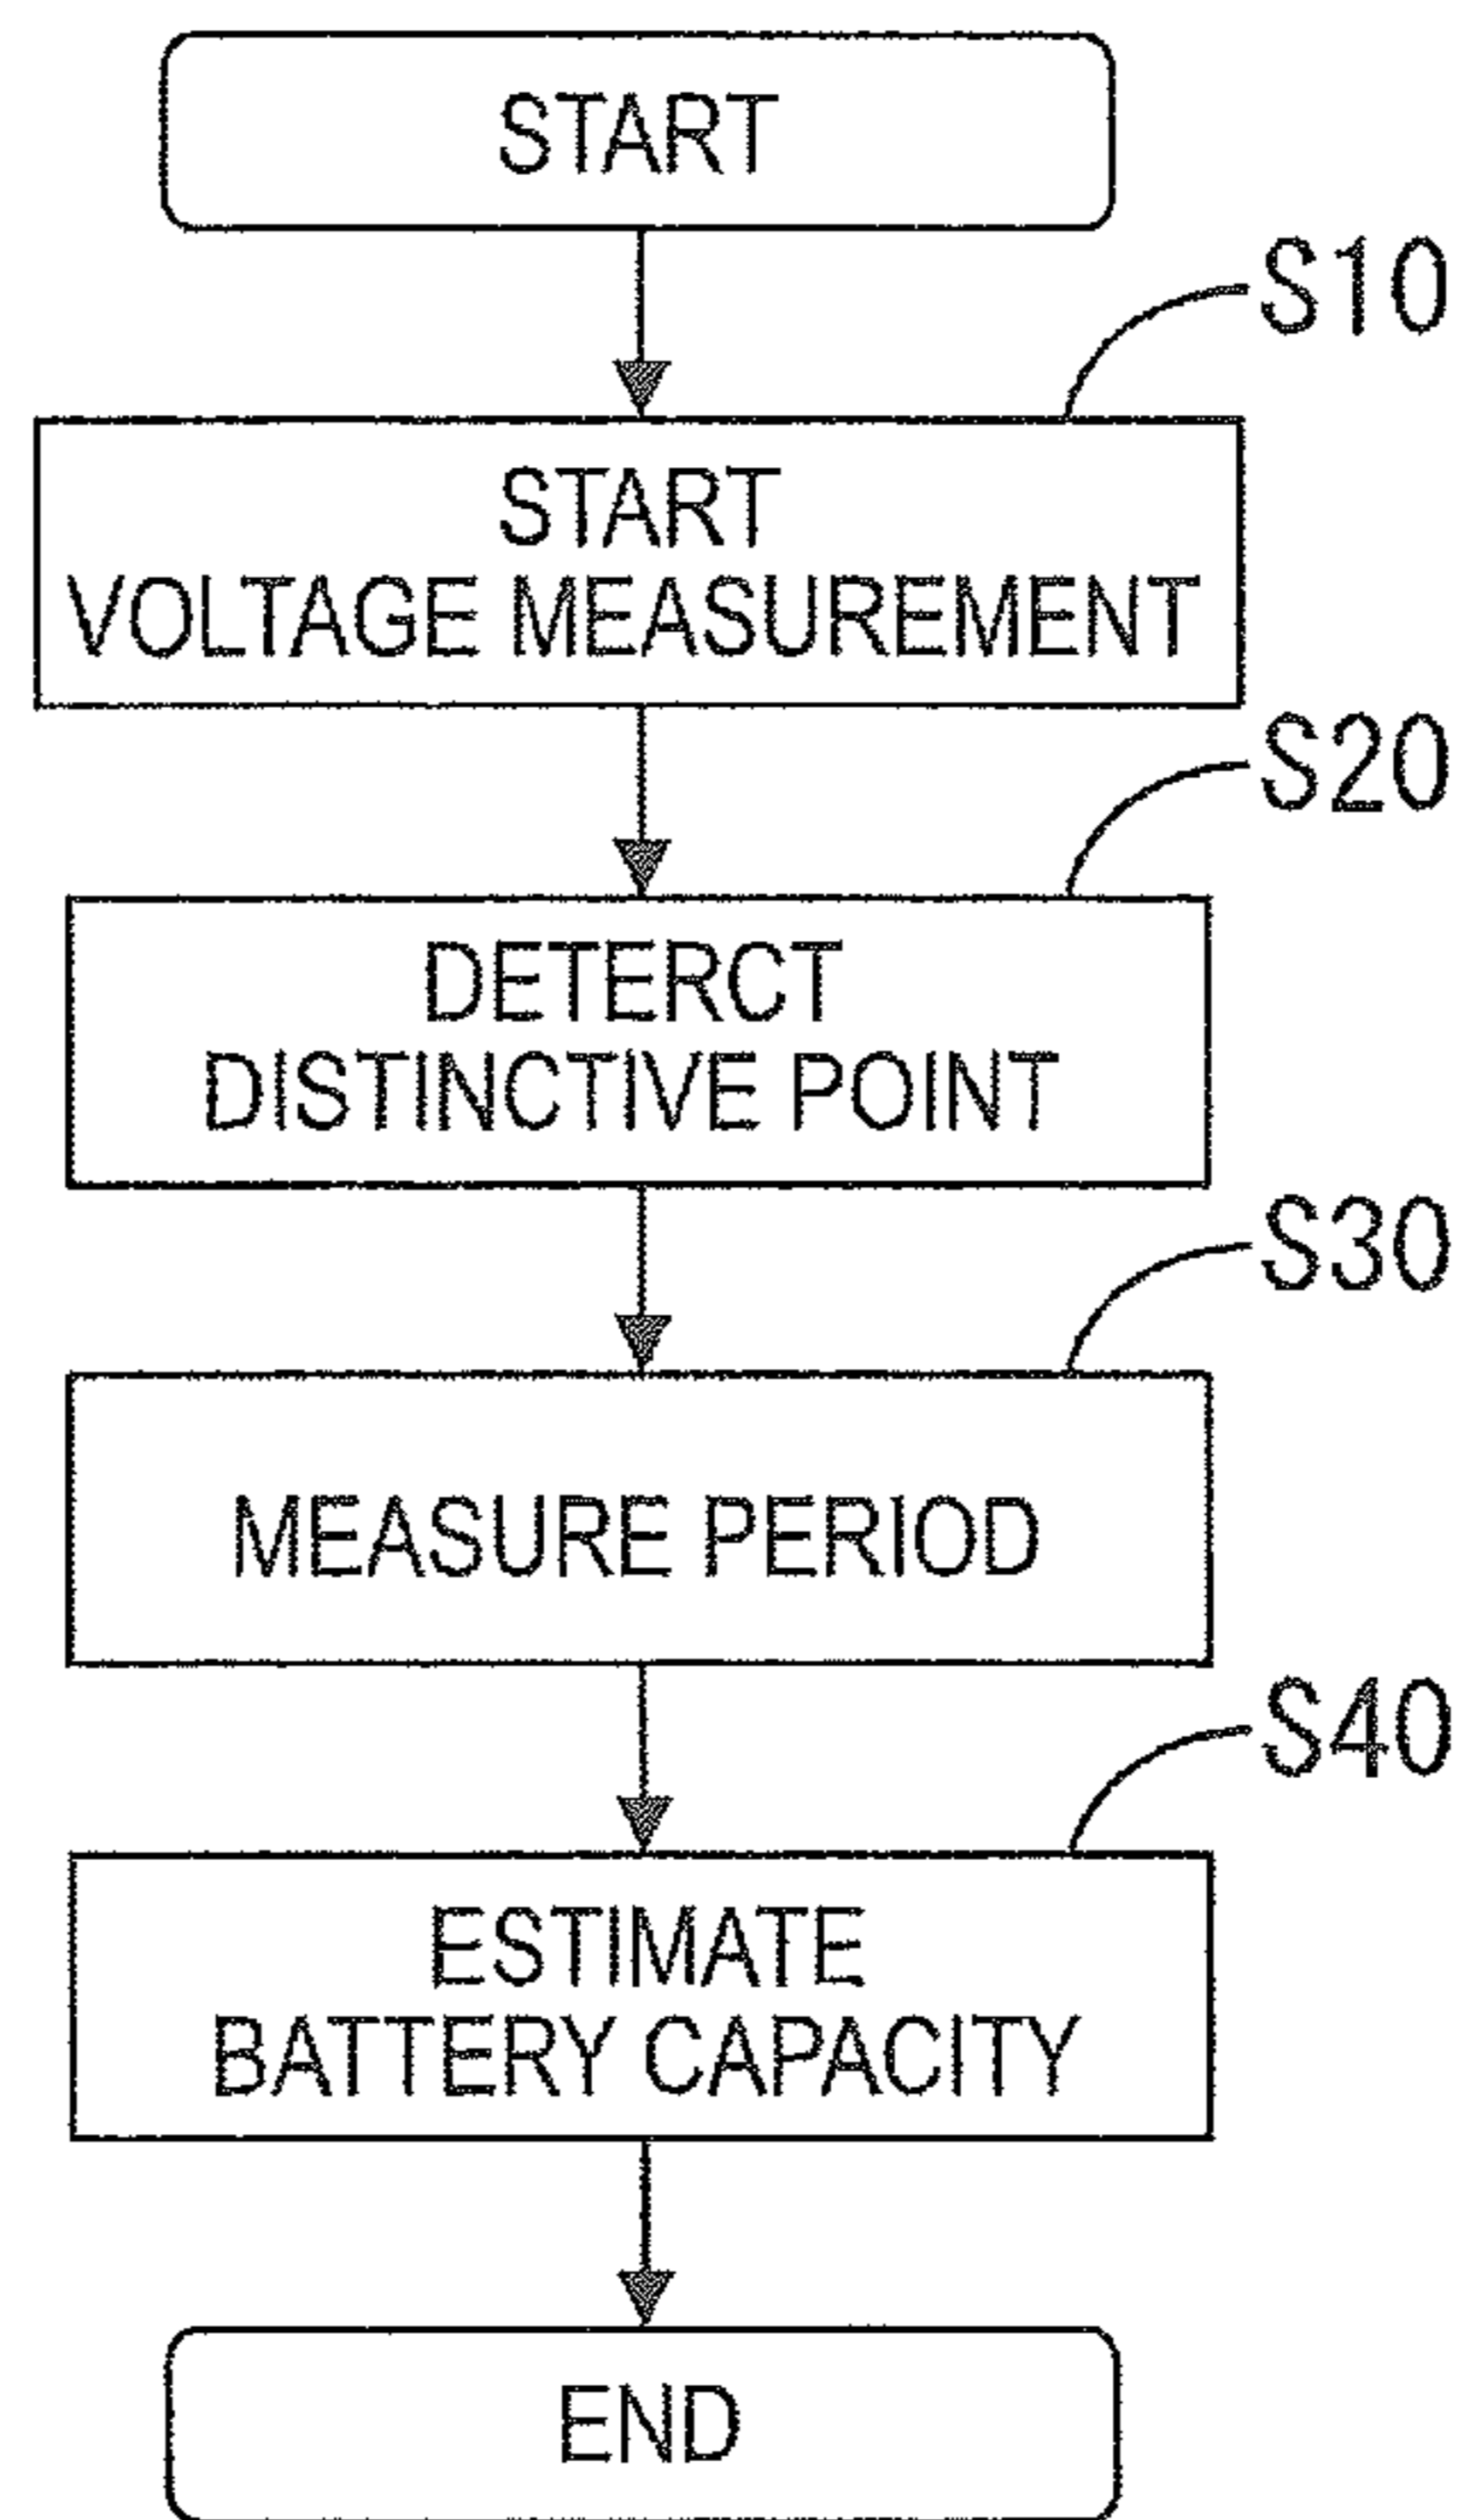 START
S10
START
VOLTAGE MEASUREMENT
S20
DETERCT
DISTINCTIVE POINT
S30
MEASURE PERIOD
S40
ESTIMATE
BATTERY CAPACITY
END